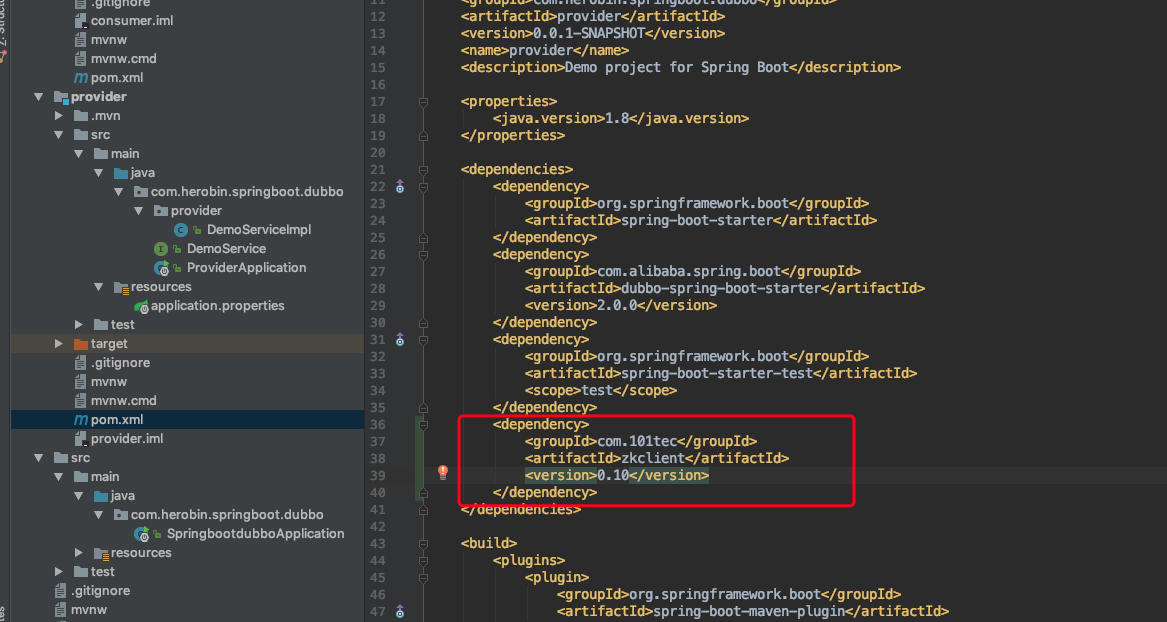 .gitignore
consumer.iml
mvnw
mvnw.cmd
pom.xml
provider
.mvn
src
main
java
com.herobin.springboot.dubbo
provider
DemoServiceImpl
DemoService
ProviderApplication
resources
application.properties
test
target
.gitignore
mvnw
mvnw.cmd
pom.xml
provider.iml
src
main
java
com.herobin.springboot.dubbo
SpringbootdubboApplication
resources
test
.gitignore
mvnw
11 <groupId>com.herobin.springboot.dubbo</groupId>
12 <artifactId>provider</artifactId>
13 <version>0.0.1-SNAPSHOT</version>
14 <name>provider</name>
15 <description>Demo project for Spring Boot</description>
16
17 <properties>
18 <java.version>1.8</java.version>
19 </properties>
20
21 <dependencies>
22 <dependency>
23 <groupId>org.springframework.boot</groupId>
24 <artifactId>spring-boot-starter</artifactId>
25 </dependency>
26 <dependency>
27 <groupId>com.alibaba.spring.boot</groupId>
28 <artifactId>dubbo-spring-boot-starter</artifactId>
29 <version>2.0.0</version>
30 </dependency>
31 <dependency>
32 <groupId>org.springframework.boot</groupId>
33 <artifactId>spring-boot-starter-test</artifactId>
34 <scope>test</scope>
35 </dependency>
36 <dependency>
37 <groupId>com.101tec</groupId>
38 <artifactId>zkclient</artifactId>
39 <version>0.10</version>
40 </dependency>
41 </dependencies>
42
43 <build>
44 <plugins>
45 <plugin>
46 <groupId>org.springframework.boot</groupId>
47 <artifactId>spring-boot-maven-plugin</artifactId>